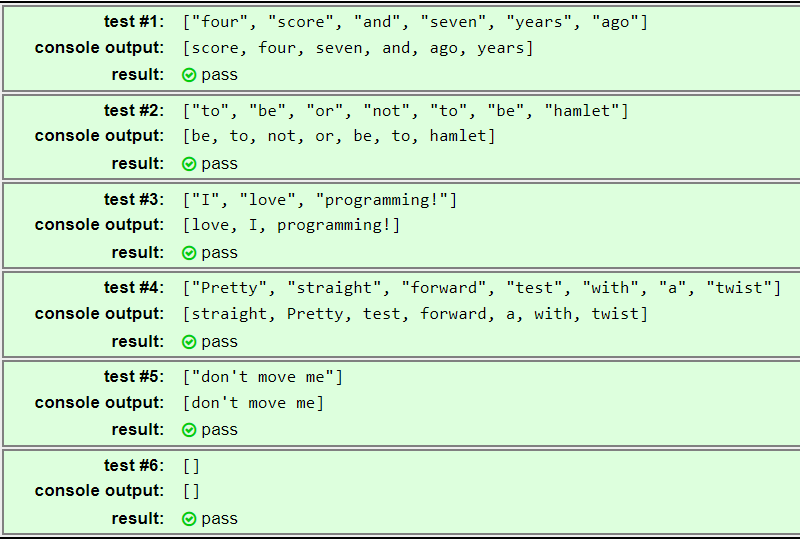 test #1: ["four", "score", "and", "seven", "years", "ago"]
console output: [score, four, seven, and, ago, years]
result: pass
test #2: ["to", "be", "or", "not", "to", "be", "hamlet"]
console output: [be, to, not, or, be, to, hamlet]
result: pass
test #3: ["I", "love", "programming!"]
console output: [love, I, programming!]
result: pass
test #4: ["Pretty", "straight", "forward", "test", "with", "a", "twist"]
console output: [straight, Pretty, test, forward, a, with, twist]
result: pass
test #5: ["don't move me"]
console output: [don't move me]
result: pass
test #6: []
console output: []
result: pass